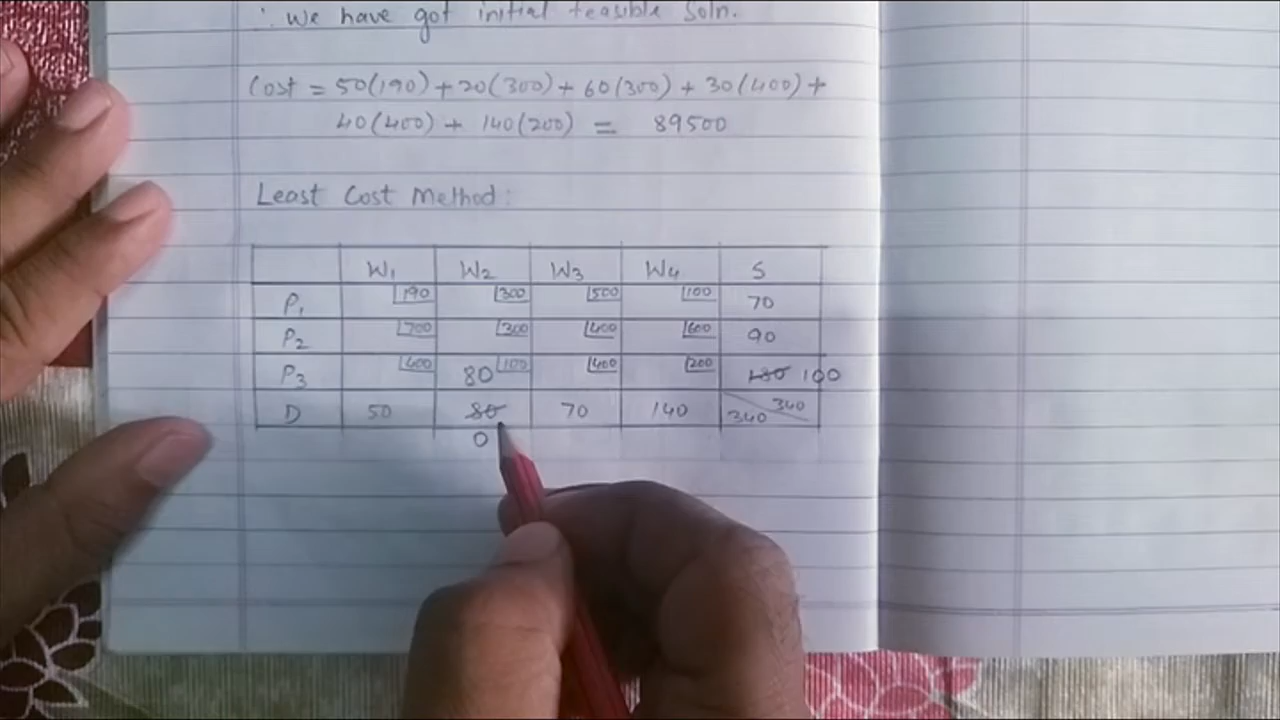 ∴ We have got initial feasible Soln.
Cost = 50(190) + 20(300) + 60(300) + 30(400) +
40(400) + 140(200) = 89500
Least Cost Method:
W1 W2 W3 W4 S
P1 190 300 500 100 70
P2 700 300 400 600 90
P3 400 80 100 400 200 180 100
D 50 80 70 140 340 340
0